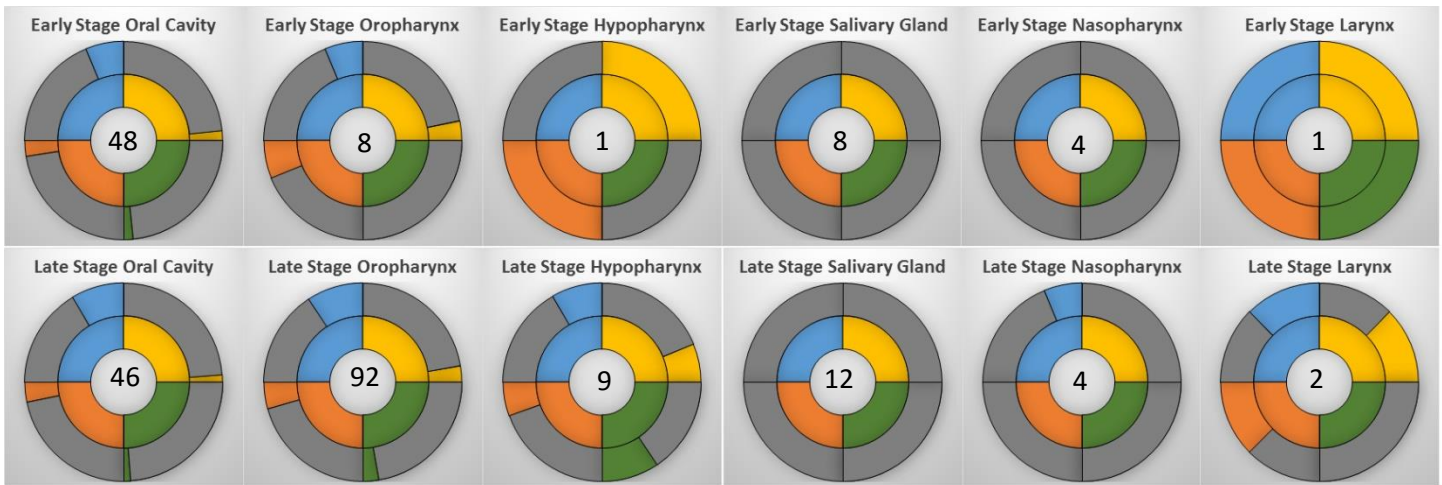 Early Stage Oral Cavity
48
Early Stage Oropharynx
8
Early Stage Hypopharynx
1
Early Stage Salivary Gland
8
Early Stage Nasopharynx
4
Early Stage Larynx
1
Late Stage Oral Cavity
46
Late Stage Oropharynx
92
Late Stage Hypopharynx
9
Late Stage Salivary Gland
12
Late Stage Nasopharynx
4
Late Stage Larynx
2